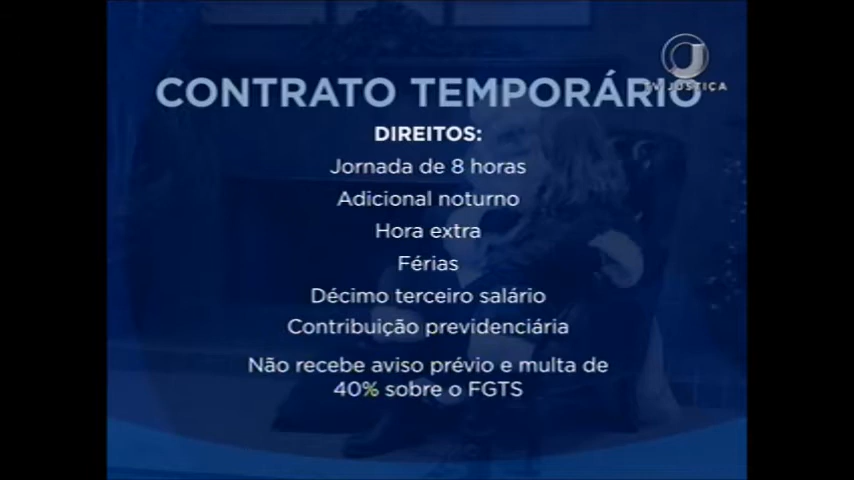 TV JUSTIÇA
CONTRATO TEMPORÁRIO
DIREITOS:
Jornada de 8 horas
Adicional noturno
Hora extra
Férias
Décimo terceiro salário
Contribuição previdenciária
Não recebe aviso prévio e multa de
40% sobre o FGTS